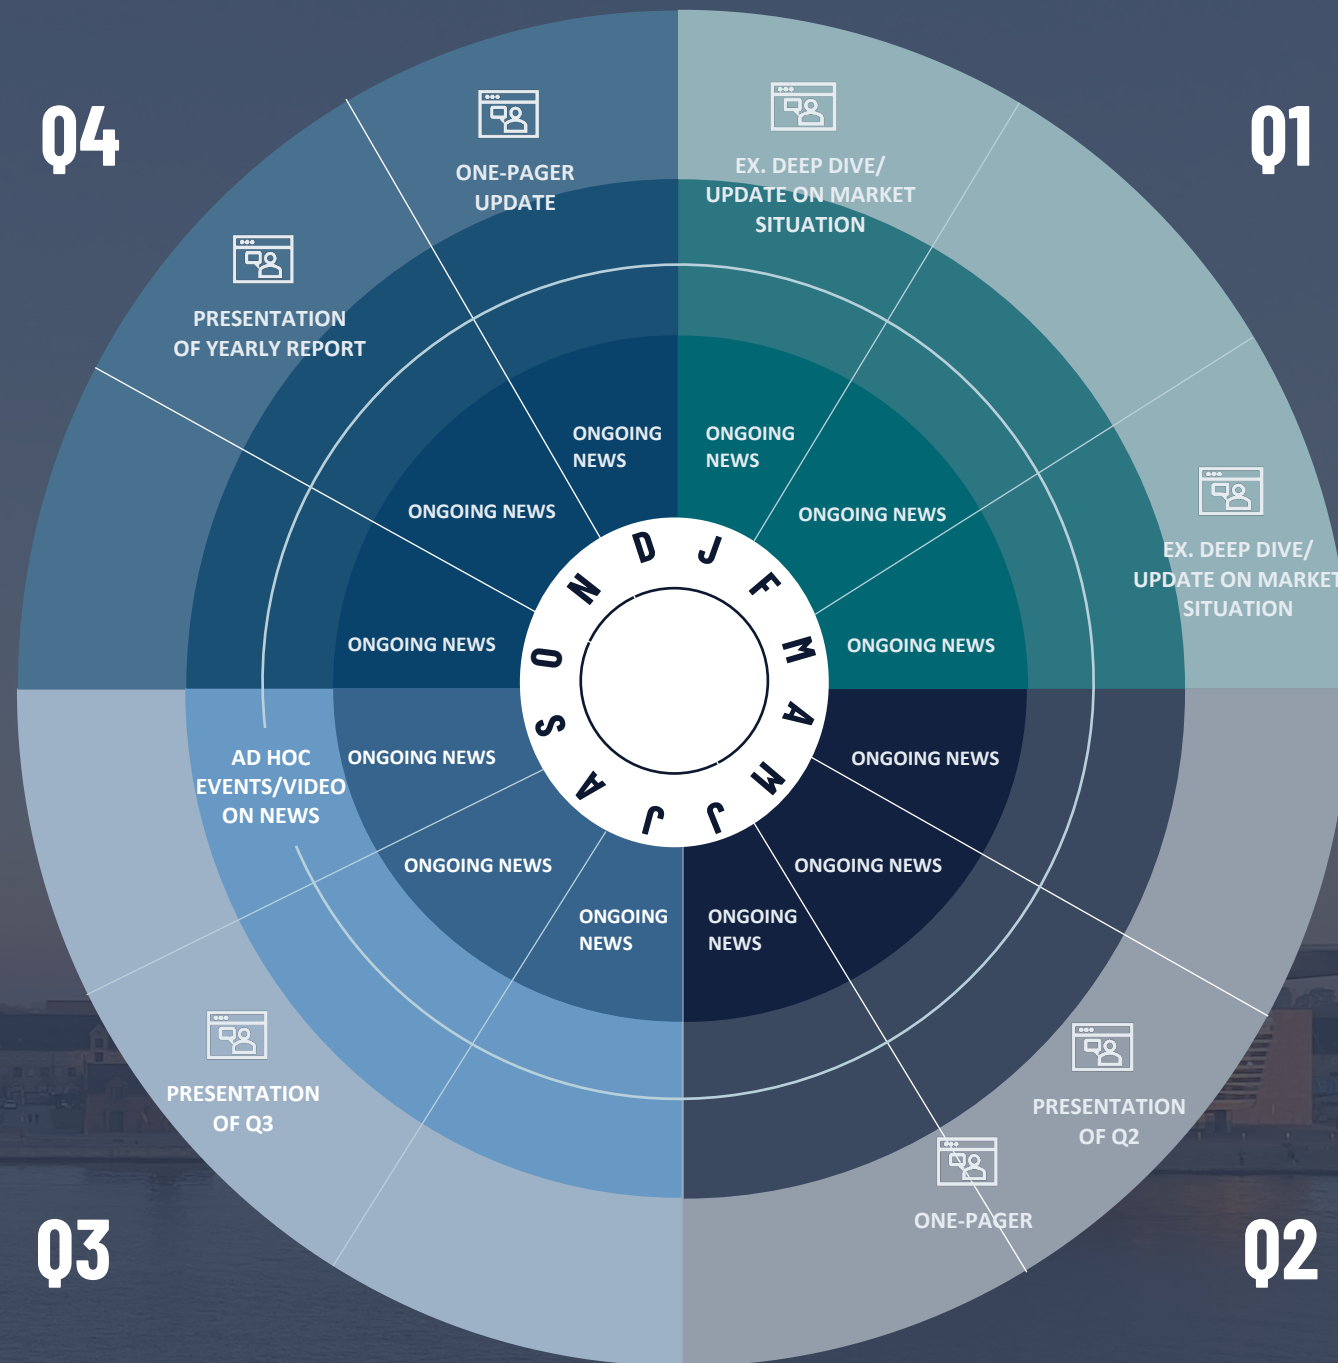 Q4
Q1
ONE-PAGER
UPDATE
EX. DEEP DIVE/
UPDATE ON MARKET
SITUATION
PRESENTATION
OF YEARLY REPORT
ONGOING
NEWS
ONGOING
NEWS
ONGOING NEWS
ONGOING NEWS
EX. DEEP DIVE/
UPDATE ON MARKET
SITUATION
ONGOING NEWS
ONGOING NEWS
J F M A M J J A S O N D
AD HOC
EVENTS/VIDEO
ON NEWS
ONGOING NEWS
ONGOING NEWS
ONGOING NEWS
ONGOING NEWS
ONGOING
NEWS
ONGOING
NEWS
PRESENTATION
OF Q3
PRESENTATION
OF Q2
ONE-PAGER
Q3
Q2